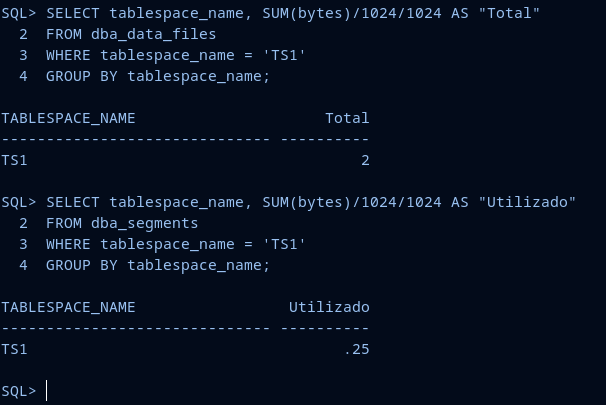 SQL> SELECT tablespace_name, SUM(bytes)/1024/1024 AS "Total"
  2  FROM dba_data_files
  3  WHERE tablespace_name = 'TS1'
  4  GROUP BY tablespace_name;

TABLESPACE_NAME                     Total
------------------------------ ----------
TS1                                     2

SQL> SELECT tablespace_name, SUM(bytes)/1024/1024 AS "Utilizado"
  2  FROM dba_segments
  3  WHERE tablespace_name = 'TS1'
  4  GROUP BY tablespace_name;

TABLESPACE_NAME                 Utilizado
------------------------------ ----------
TS1                                   .25

SQL>